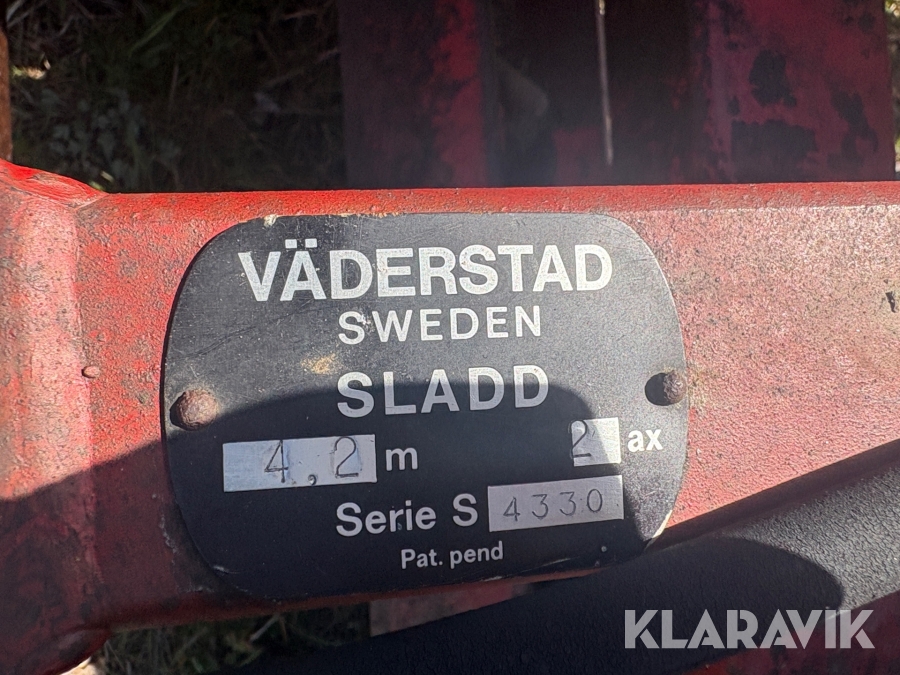 VÄDERSTAD
SWEDEN
SLADD
4,2 m 2 ax
Serie S 4330
Pat. pend
KLARAVIK